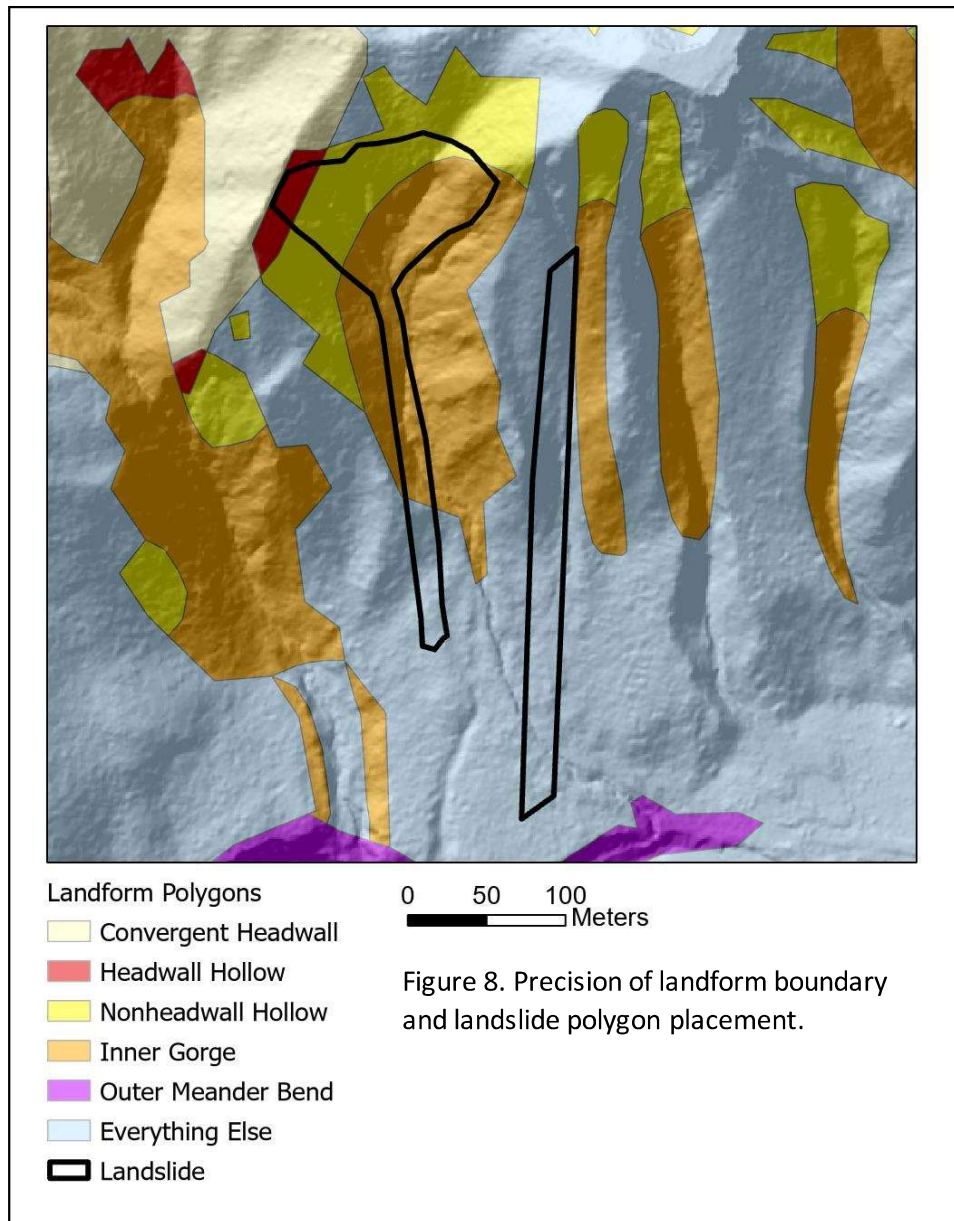 Landform Polygons
Convergent Headwall
Headwall Hollow
Nonheadwall Hollow
Inner Gorge
Outer Meander Bend
Everything Else
Landslide
0 50 100
Meters
Figure 8. Precision of landform boundary
and landslide polygon placement.